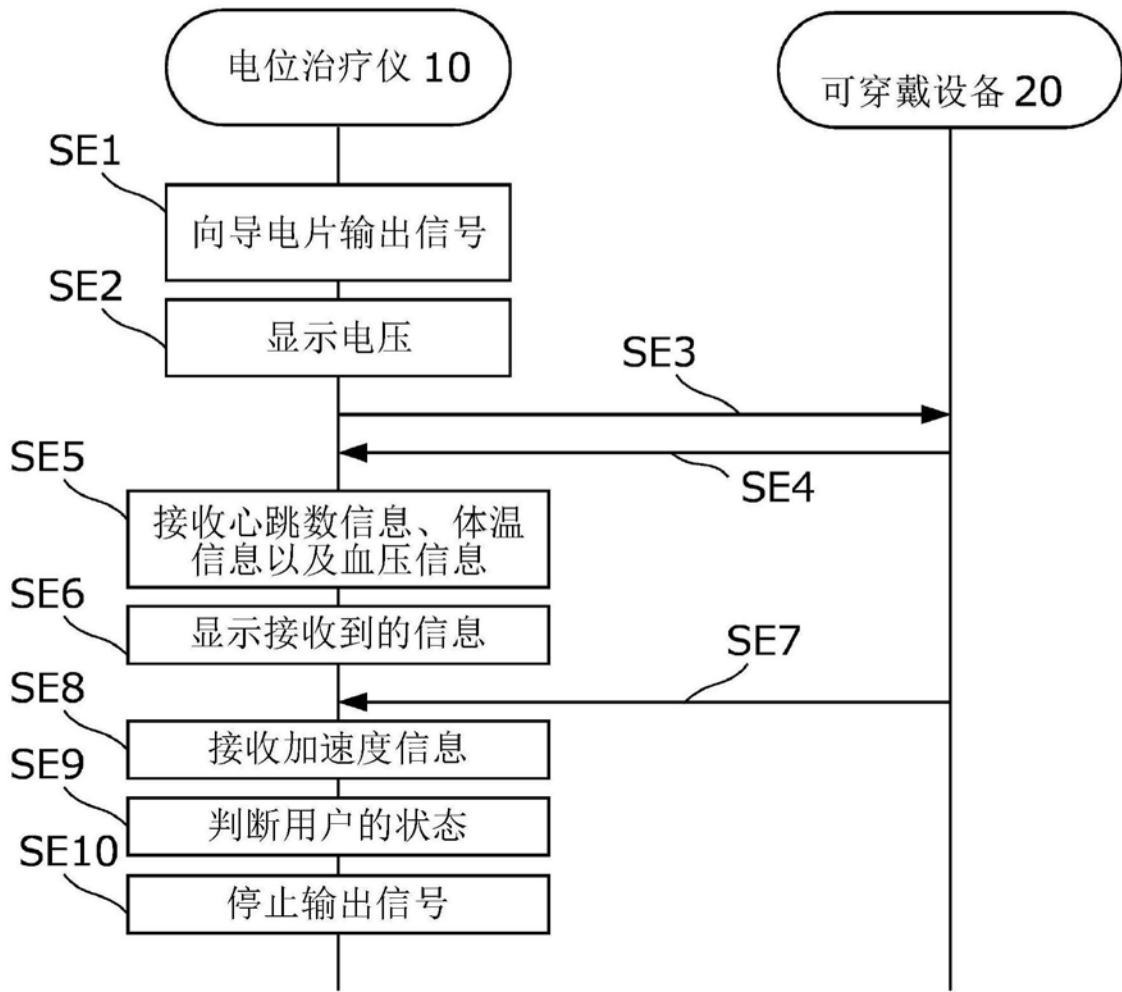 电位治疗仪 10
可穿戴设备 20
SE1
向导电片输出信号
SE2
显示电压
SE3
SE4
SE5
接收心跳数信息、体温
信息以及血压信息
SE6
显示接收到的信息
SE7
SE8
接收加速度信息
SE9
判断用户的状态
SE10
停止输出信号